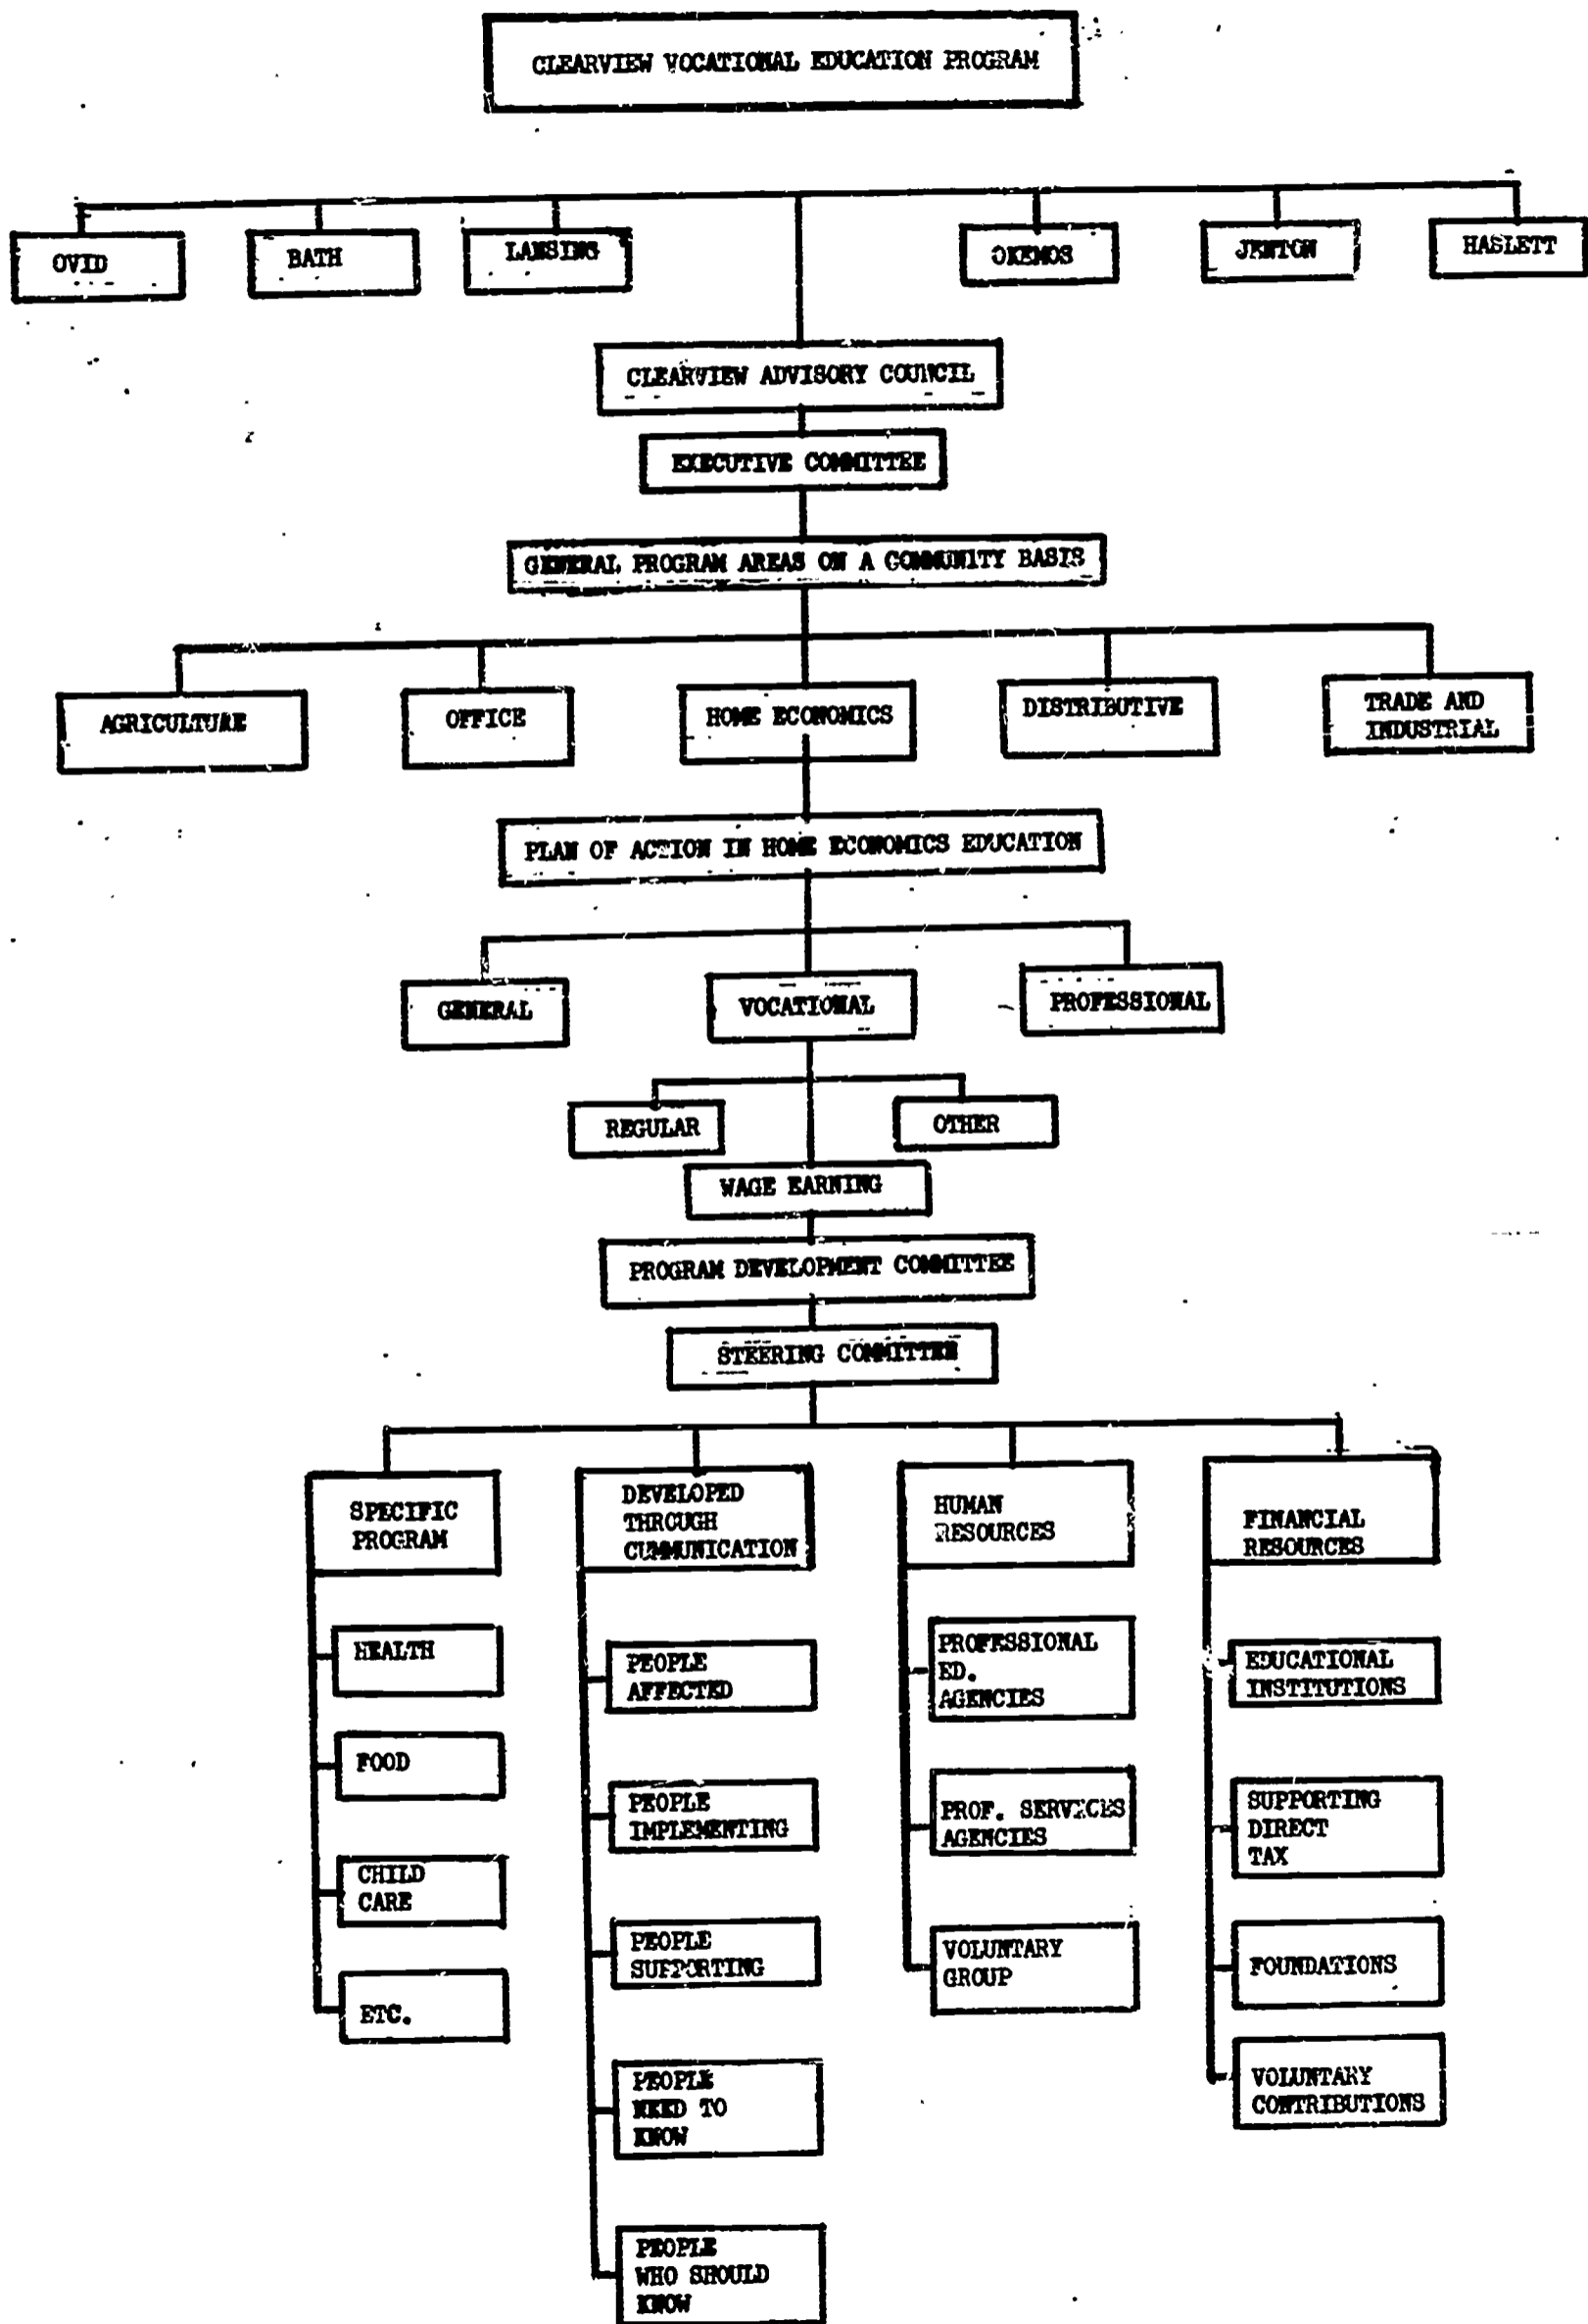 CLEARVIEW VOCATIONAL EDUCATION PROGRAM
OVID
BATH
LANSING
OKEMOS
JENTON
HASLETT
CLEARVIEW ADVISORY COUNCIL
EXECUTIVE COMMITTEE
GENERAL PROGRAM AREAS ON A COMMUNITY BASIS
AGRICULTURE
OFFICE
HOME ECONOMICS
DISTRIBUTIVE
TRADE AND
INDUSTRIAL
PLAN OF ACTION IN HOME ECONOMICS EDUCATION
GENERAL
VOCATIONAL
PROFESSIONAL
REGULAR
OTHER
WAGE EARNING
PROGRAM DEVELOPMENT COMMITTEE
STEERING COMMITTEE
SPECIFIC
PROGRAM
HEALTH
FOOD
CHILD
CARE
ETC.
DEVELOPED
THROUGH
CUMMUNICATION
PEOPLE
AFFECTED
PEOPLE
IMPLEMENTING
PEOPLE
SUPPORTING
PEOPLE
NEED TO
KNOW
PEOPLE
WHO SHOULD
KNOW
HUMAN
RESOURCES
PROFESSIONAL
ED.
AGENCIES
PROF. SERVICES
AGENCIES
VOLUNTARY
GROUP
FINANCIAL
RESOURCES
EDUCATIONAL
INSTITUTIONS
SUPPORTING
DIRECT
TAX
FOUNDATIONS
VOLUNTARY
CONTRIBUTIONS